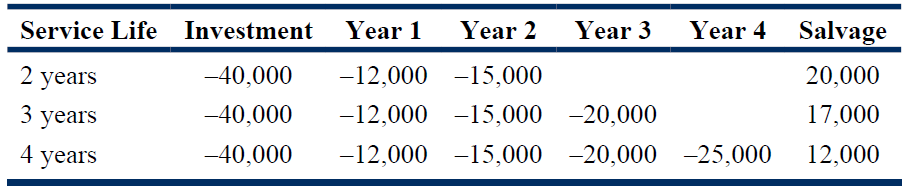 Service Life Investment Year 1 Year 2 Year 3 Year 4 Salvage
2 years –40,000 –12,000 –15,000 20,000
3 years –40,000 –12,000 –15,000 –20,000 17,000
4 years –40,000 –12,000 –15,000 –20,000 –25,000 12,000